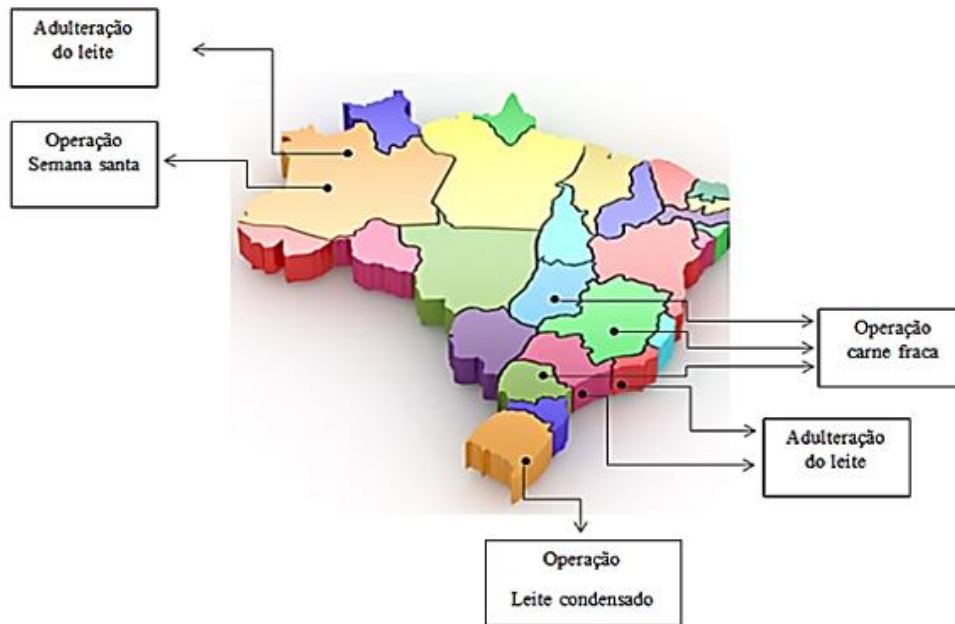 Adulteração
do leite
Operação
Semana santa
Operação
carne fraca
Adulteração
do leite
Operação
Leite condensado